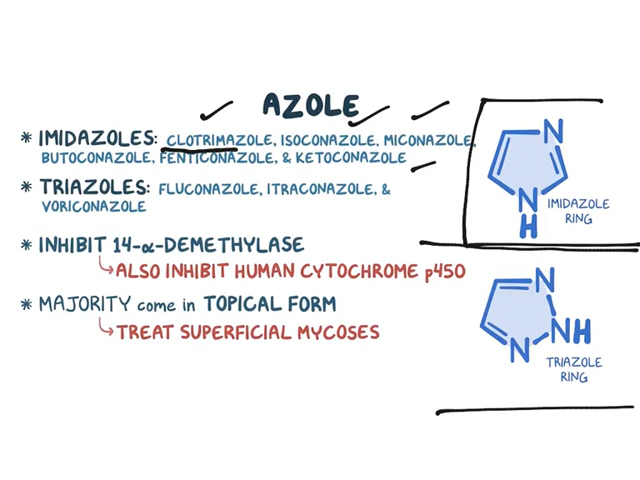 AZOLE
* IMIDAZOLES: CLOTRIMAZOLE, ISOCONAZOLE, MICONAZOLE,
BUTOCONAZOLE, FENTICONAZOLE, & KETOCONAZOLE
* TRIAZOLES: FLUCONAZOLE, ITRACONAZOLE, &
VORICONAZOLE
* INHIBIT 14-α-DEMETHYLASE
ALSO INHIBIT HUMAN CYTOCHROME p450
* MAJORITY come in TOPICAL FORM
TREAT SUPERFICIAL MYCOSES
N
N
H
IMIDAZOLE
RING
N
NH
N
TRIAZOLE
RING